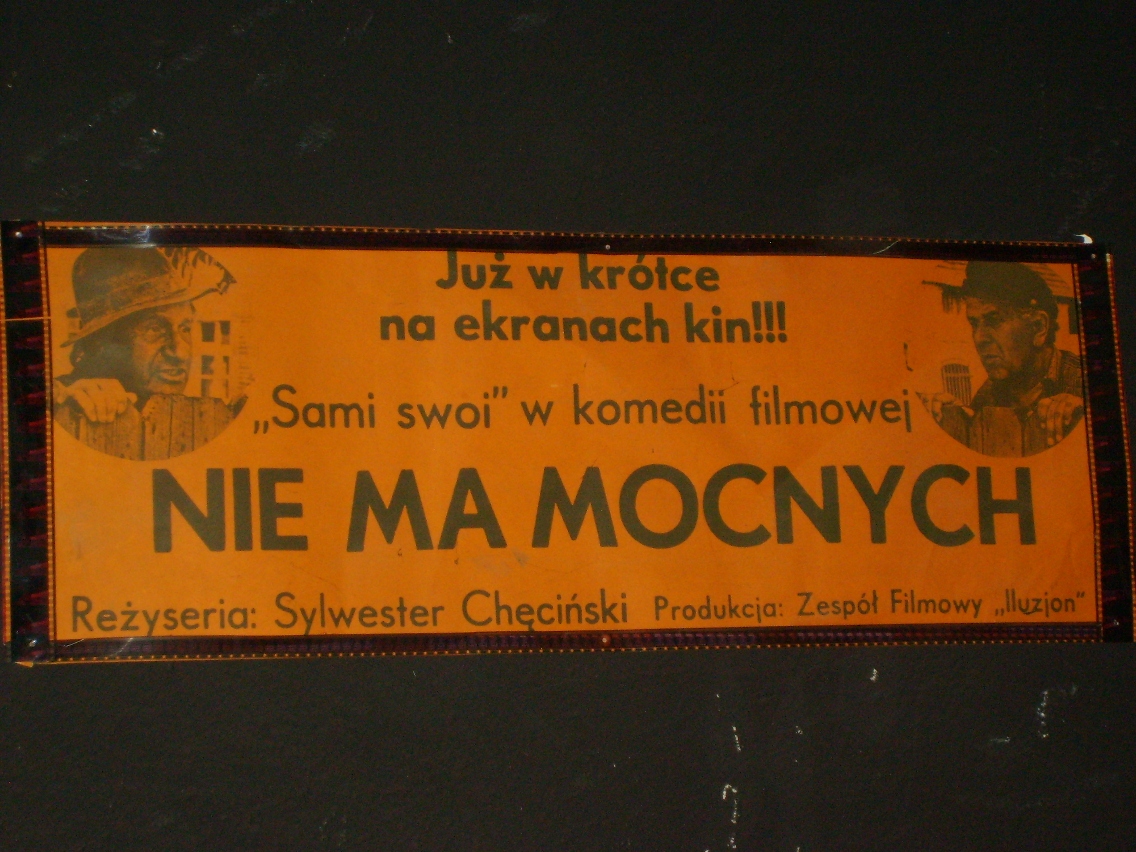 Już w krótce
na ekranach kin!!!
„Sami swoi” w komedii filmowej
NIE MA MOCNYCH
Reżyseria: Sylwester Chęciński Produkcja: Zespół Filmowy „Iluzjon”